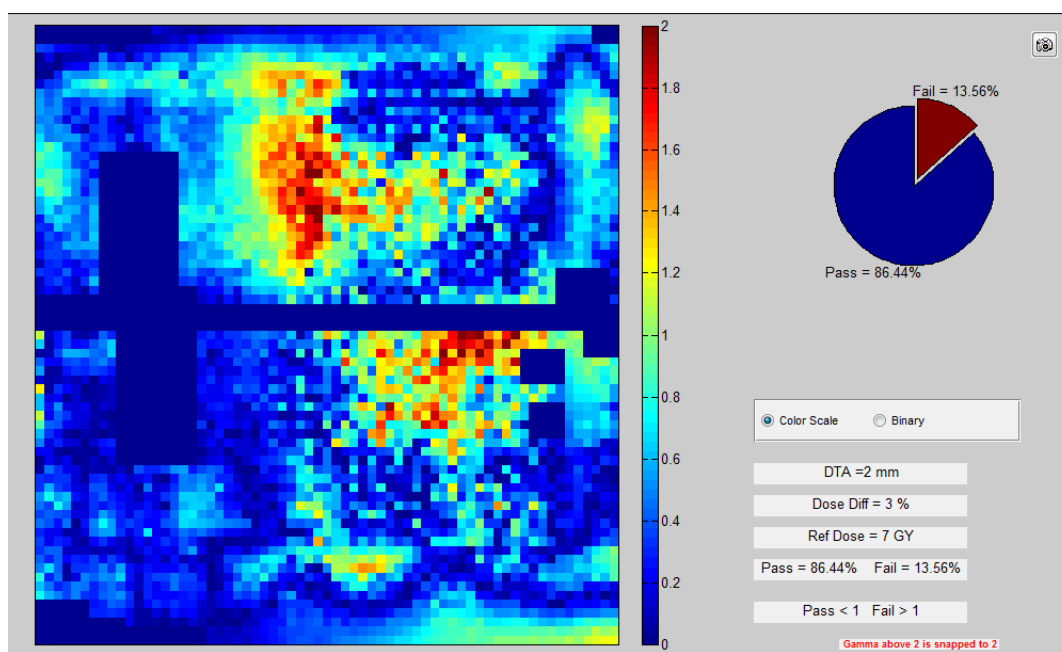 2
1.8
1.6
1.4
1.2
1
0.8
0.6
0.4
0.2
0
Fail = 13.56%
Pass = 86.44%
Color Scale Binary
DTA =2 mm
Dose Diff = 3 %
Ref Dose = 7 GY
Pass = 86.44% Fail = 13.56%
Pass < 1 Fail > 1
Gamma above 2 is snapped to 2